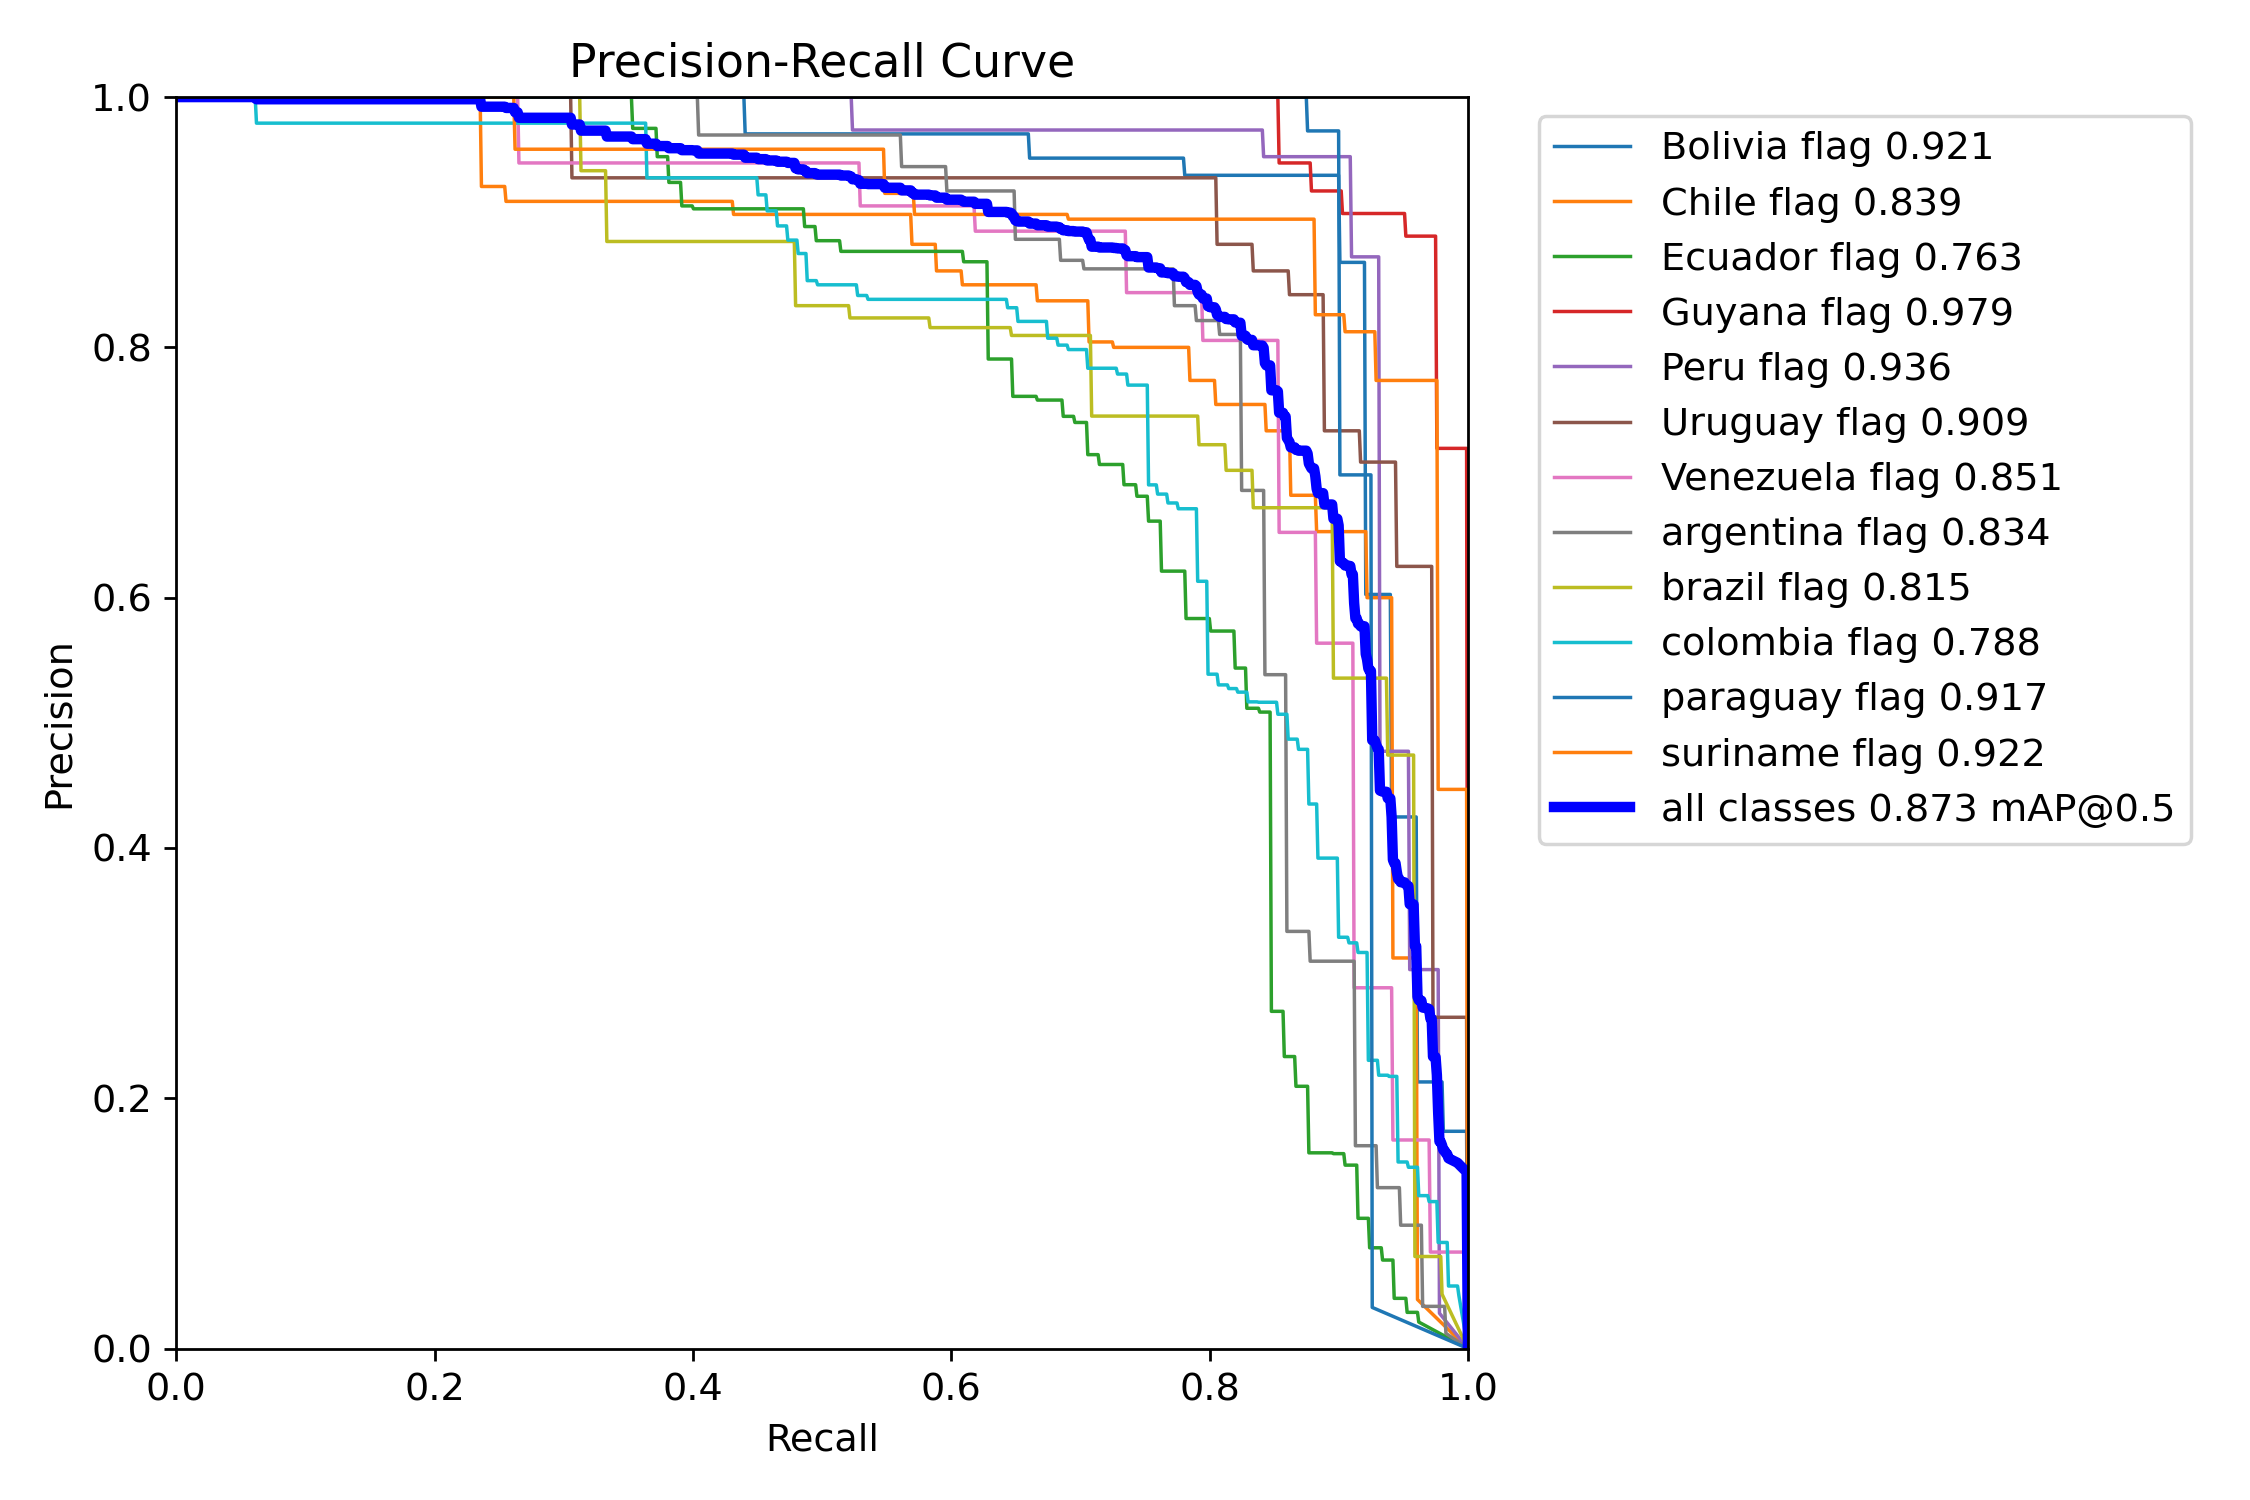 Precision-Recall Curve
1.0
0.8
0.6
0.4
0.2
0.0
Precision
0.0 0.2 0.4 0.6 0.8 1.0
Recall
Bolivia flag 0.921
Chile flag 0.839
Ecuador flag 0.763
Guyana flag 0.979
Peru flag 0.936
Uruguay flag 0.909
Venezuela flag 0.851
argentina flag 0.834
brazil flag 0.815
colombia flag 0.788
paraguay flag 0.917
suriname flag 0.922
all classes 0.873 mAP@0.5